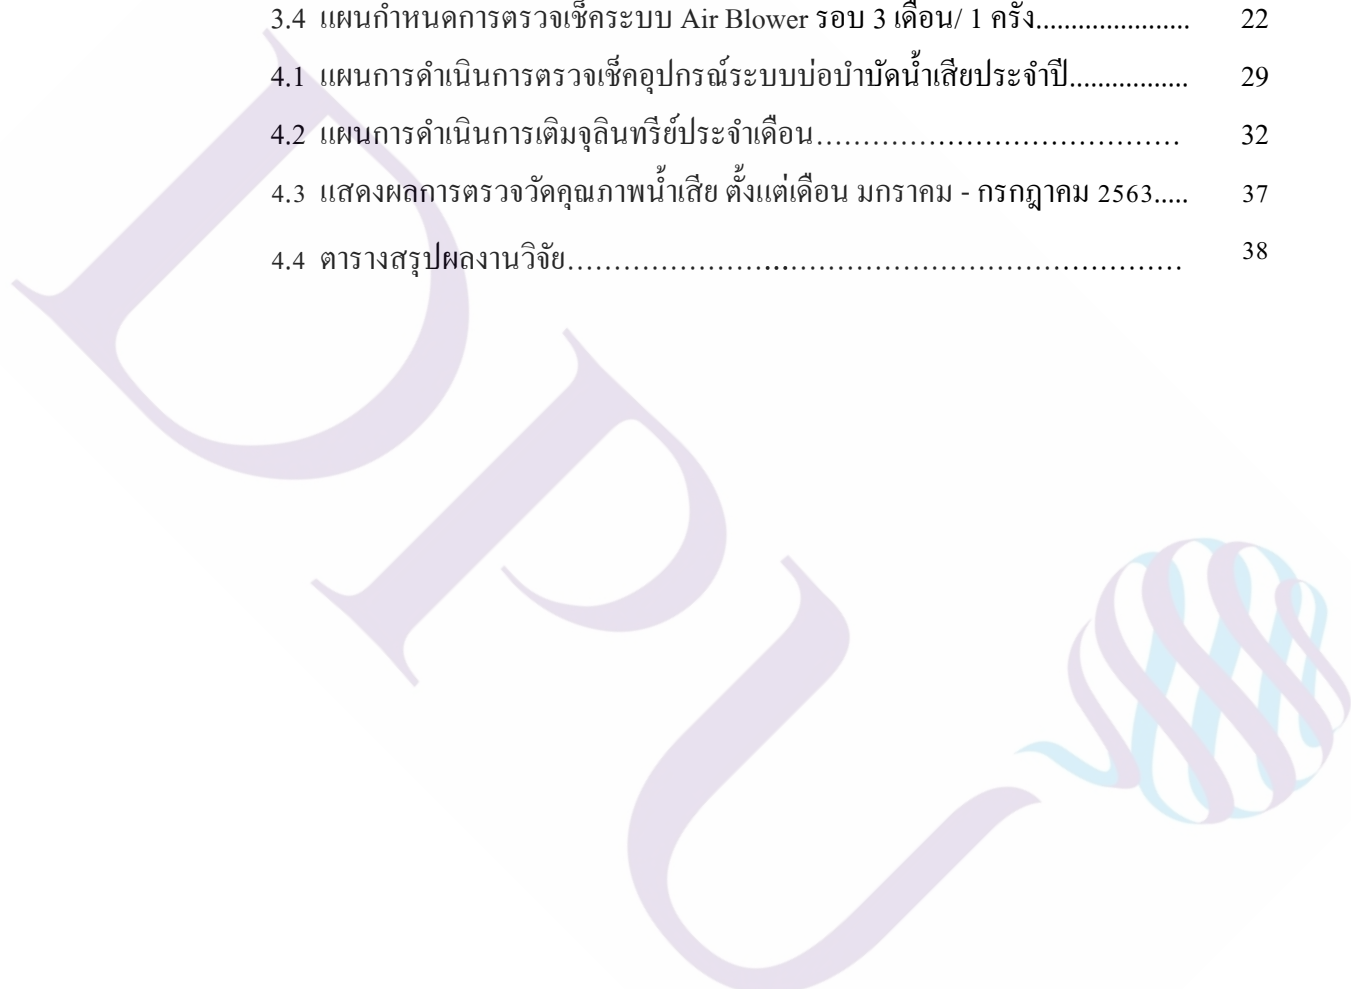 3.4 แผนกำหนดการตรวจเช็คระบบ Air Blower รอบ 3 เดือน/ 1 ครั้ง...................... 22
4.1 แผนการดำเนินการตรวจเช็คอุปกรณ์ระบบบ่อบำบัดน้ำเสียประจำปี................. 29
4.2 แผนการดำเนินการเติมจุลินทรีย์ประจำเดือน…………………………………… 32
4.3 แสดงผลการตรวจวัดคุณภาพน้ำเสีย ตั้งแต่เดือน มกราคม - กรกฎาคม 2563..... 37
4.4 ตารางสรุปผลงานวิจัย…………………...…………………………………… 38
DPU